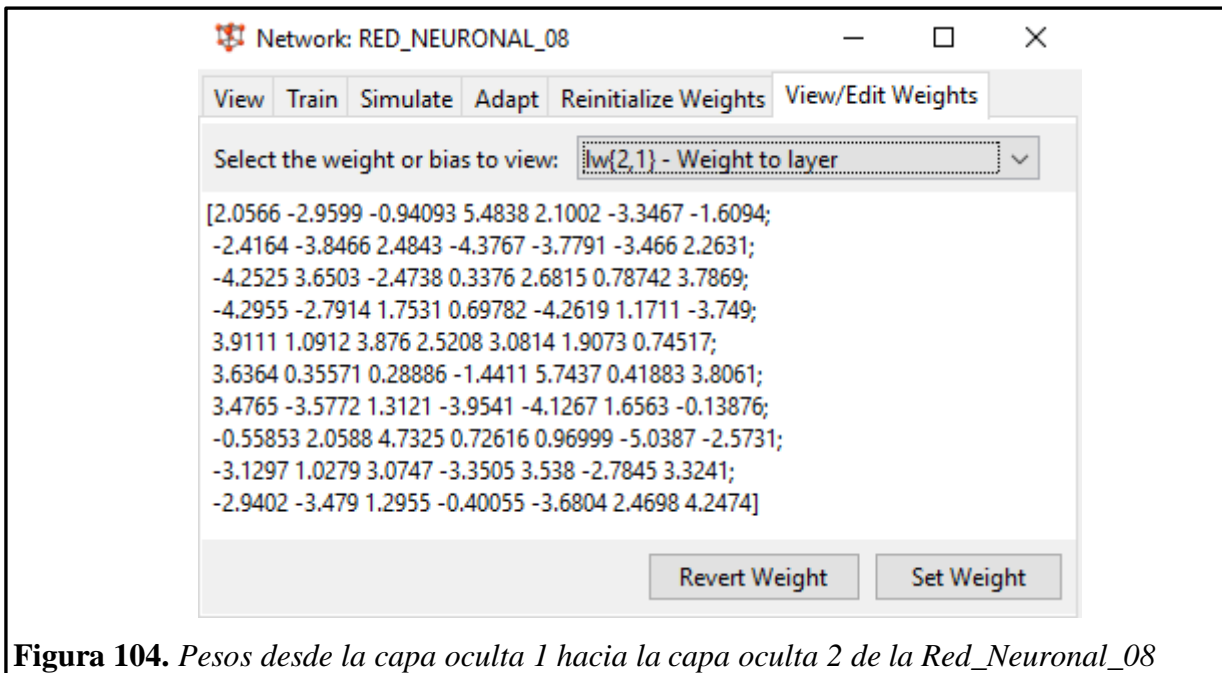 Network: RED_NEURONAL_08
View Train Simulate Adapt Reinitialize Weights View/Edit Weights
Select the weight or bias to view: lw{2,1} - Weight to layer
[2.0566 -2.9599 -0.94093 5.4838 2.1002 -3.3467 -1.6094;
-2.4164 -3.8466 2.4843 -4.3767 -3.7791 -3.466 2.2631;
-4.2525 3.6503 -2.4738 0.3376 2.6815 0.78742 3.7869;
-4.2955 -2.7914 1.7531 0.69782 -4.2619 1.1711 -3.749;
3.9111 1.0912 3.876 2.5208 3.0814 1.9073 0.74517;
3.6364 0.35571 0.28886 -1.4411 5.7437 0.41883 3.8061;
3.4765 -3.5772 1.3121 -3.9541 -4.1267 1.6563 -0.13876;
-0.55853 2.0588 4.7325 0.72616 0.96999 -5.0387 -2.5731;
-3.1297 1.0279 3.0747 -3.3505 3.538 -2.7845 3.3241;
-2.9402 -3.479 1.2955 -0.40055 -3.6804 2.4698 4.2474]
Revert Weight Set Weight
Figura 104. Pesos desde la capa oculta 1 hacia la capa oculta 2 de la Red_Neuronal_08